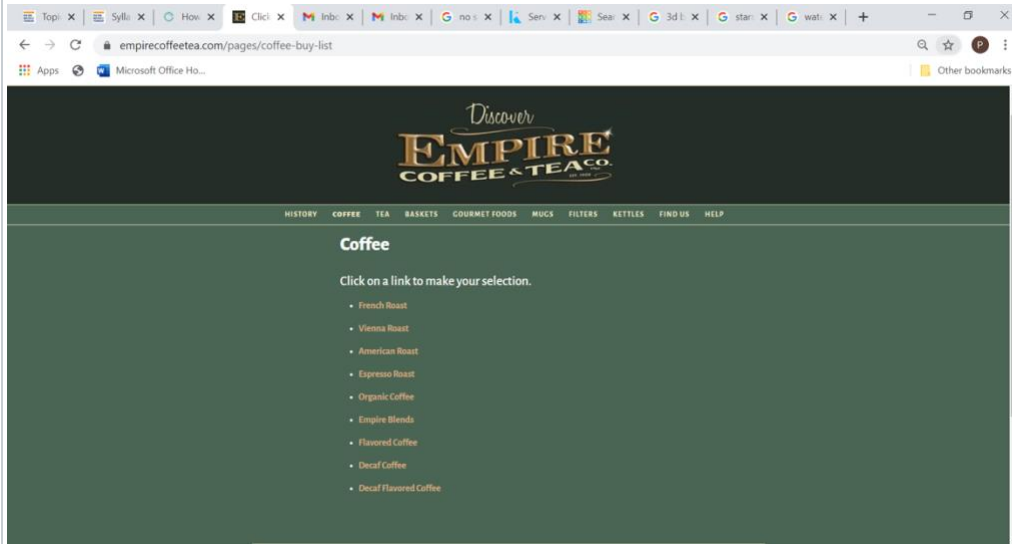 Topi Sylla How Click Inbc Inbc no s Serv Sear 3d l star wat
empirecoffeetea.com/pages/coffee-buy-list P
Apps Microsoft Office Ho... Other bookmarks
Discover
EMPIRE
COFFEE & TEA CO.
HISTORY COFFEE TEA BASKETS GOURMET FOODS MUGS FILTERS KETTLES FIND US HELP
Coffee
Click on a link to make your selection.
• French Roast
• Vienna Roast
• American Roast
• Espresso Roast
• Organic Coffee
• Empire Blends
• Flavored Coffee
• Decaf Coffee
• Decaf Flavored Coffee